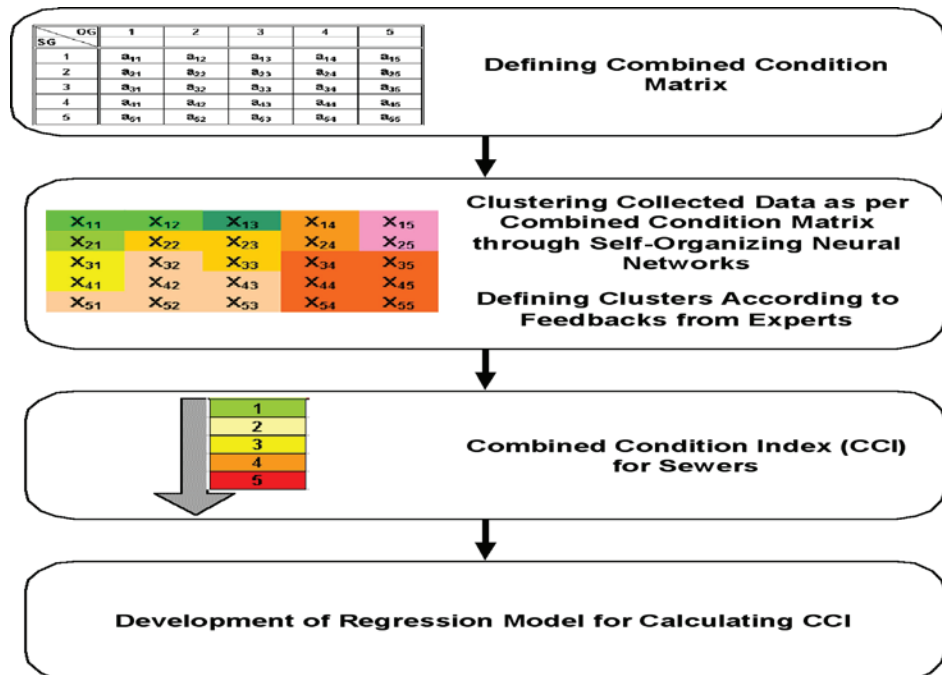 OG 1 2 3 4 5
SG
1 a₁₁ a₁₂ a₁₃ a₁₄ a₁₅
2 a₂₁ a₂₂ a₂₃ a₂₄ a₂₅
3 a₃₁ a₃₂ a₃₃ a₃₄ a₃₅
4 a₄₁ a₄₂ a₄₃ a₄₄ a₄₅
5 a₅₁ a₅₂ a₅₃ a₅₄ a₅₅
Defining Combined Condition
Matrix
X₁₁ X₁₂ X₁₃ X₁₄ X₁₅
X₂₁ X₂₂ X₂₃ X₂₄ X₂₅
X₃₁ X₃₂ X₃₃ X₃₄ X₃₅
X₄₁ X₄₂ X₄₃ X₄₄ X₄₅
X₅₁ X₅₂ X₅₃ X₅₄ X₅₅
Clustering Collected Data as per
Combined Condition Matrix
through Self-Organizing Neural
Networks
Defining Clusters According to
Feedbacks from Experts
1
2
3
4
5
Combined Condition Index (CCI)
for Sewers
Development of Regression Model for Calculating CCI